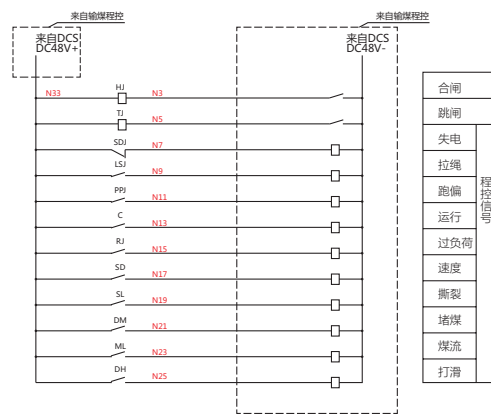 来自输煤程控
来自输煤程控
来自DCS
DC48V+
来自DCS
DC48V-
N33
HJ
N3
TJ
N5
SDJ
N7
LSJ
N9
PPJ
N11
C
N13
RJ
N15
SD
N17
SL
N19
DM
N21
ML
N23
DH
N25
合闸
跳闸
失电
拉绳
跑偏
运行
过负荷
速度
撕裂
堵煤
煤流
打滑
程控信号